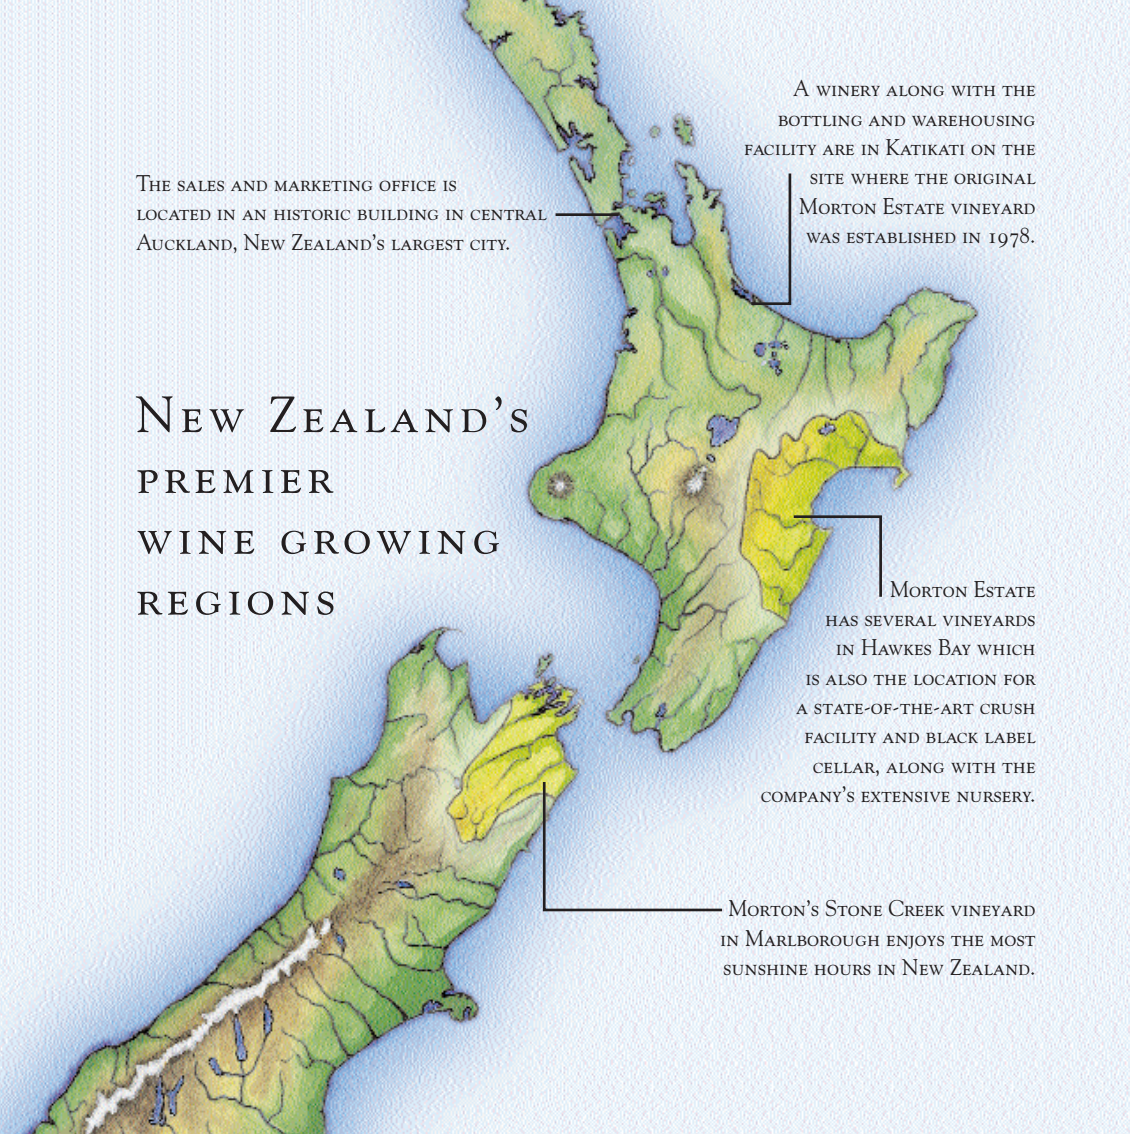 A winery along with the
bottling and warehousing
facility are in Katikati on the
site where the original
Morton Estate vineyard
was established in 1978.
The sales and marketing office is
located in an historic building in central
Auckland, New Zealand's largest city.
New Zealand's
premier
wine growing
regions
Morton Estate
has several vineyards
in Hawkes Bay which
is also the location for
a state-of-the-art crush
facility and black label
cellar, along with the
company's extensive nursery.
Morton's Stone Creek vineyard
in Marlborough enjoys the most
sunshine hours in New Zealand.